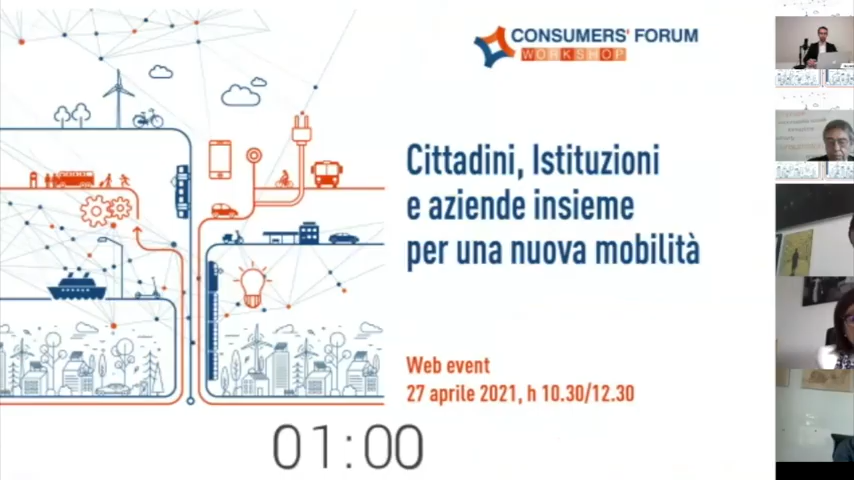 CONSUMERS' FORUM
WORKSHOP
Cittadini, Istituzioni
e aziende insieme
per una nuova mobilità
Web event
27 aprile 2021, h 10.30/12.30
01:00